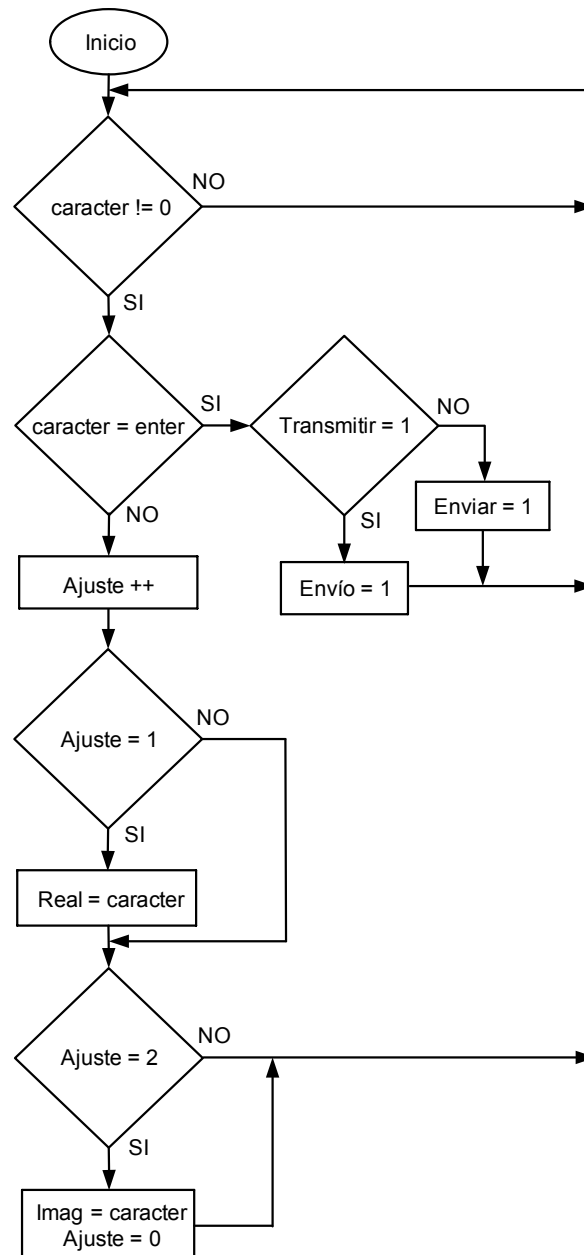 Inicio
caracter != 0
NO
SI
caracter = enter
SI
Transmitir = 1
NO
Enviar = 1
SI
Envío = 1
NO
Ajuste ++
Ajuste = 1
NO
SI
Real = caracter
Ajuste = 2
NO
SI
Imag = caracter
Ajuste = 0